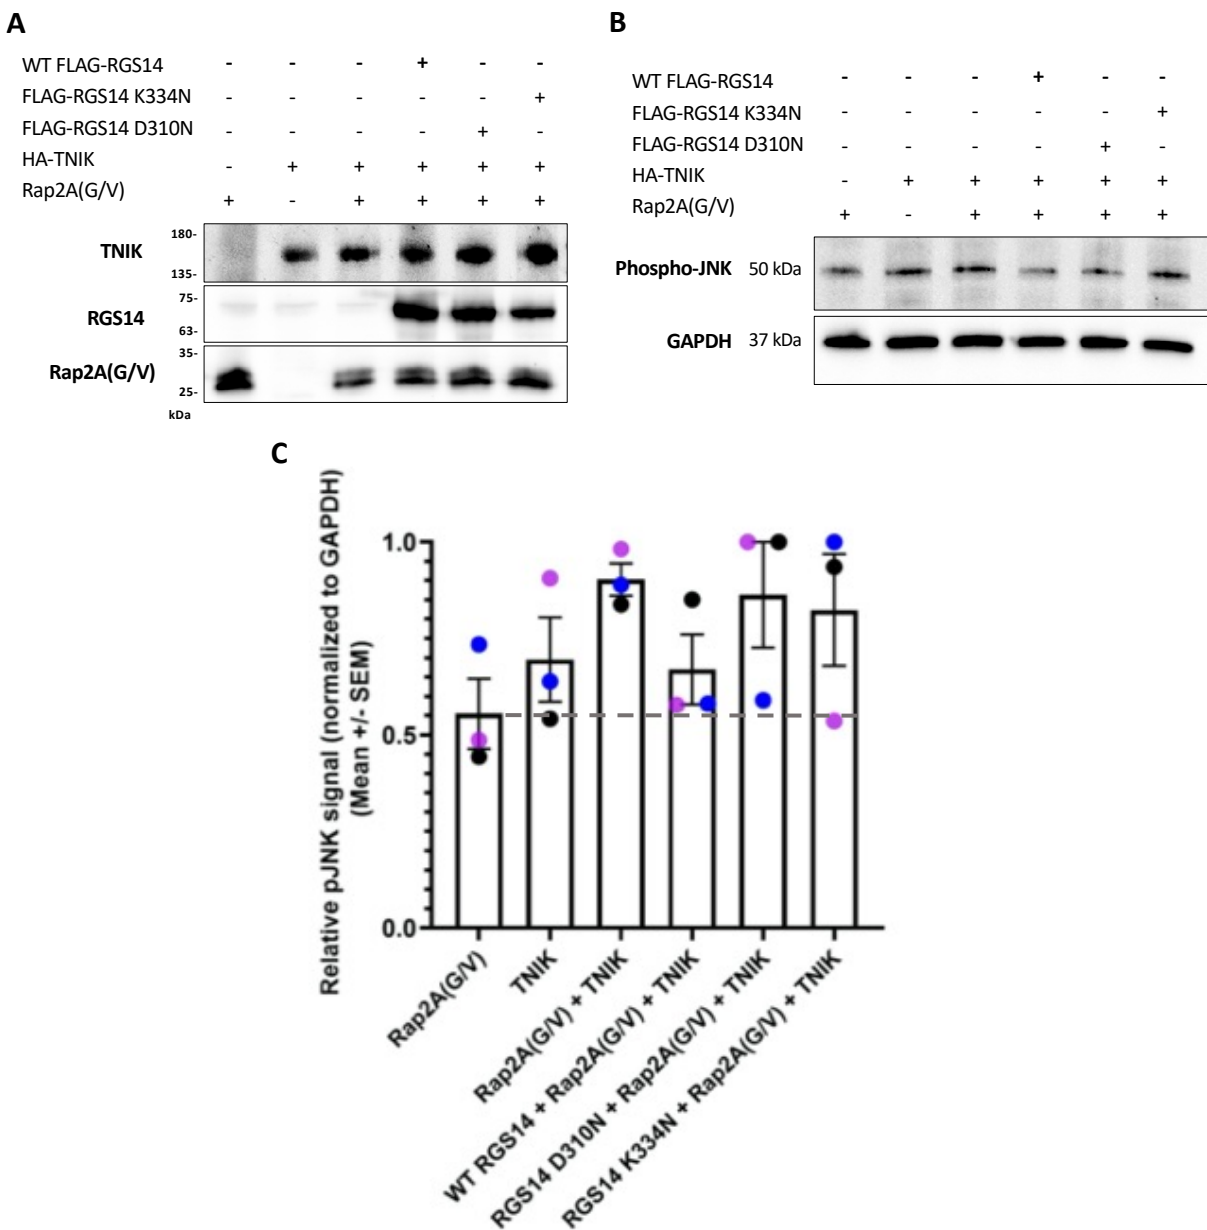 A
WT FLAG-RGS14 - - - + - -
FLAG-RGS14 K334N - - - - - +
FLAG-RGS14 D310N - - - - + -
HA-TNIK - + + + + +
Rap2A(G/V) + - + + + +
TNIK
180-
135-
RGS14
75-
63-
Rap2A(G/V)
35-
25-
kDa
B
WT FLAG-RGS14 - - - + - -
FLAG-RGS14 K334N - - - - - +
FLAG-RGS14 D310N - - - - + -
HA-TNIK - + + + + +
Rap2A(G/V) + - + + + +
Phospho-JNK 50 kDa
GAPDH 37 kDa
C
Relative pJNK signal (normalized to GAPDH)
(Mean +/- SEM)
1.0
0.5
0.0
Rap2A(G/V)
TNIK
Rap2A(G/V) + TNIK
WT RGS14 + Rap2A(G/V) + TNIK
RGS14 D310N + Rap2A(G/V) + TNIK
RGS14 K334N + Rap2A(G/V) + TNIK